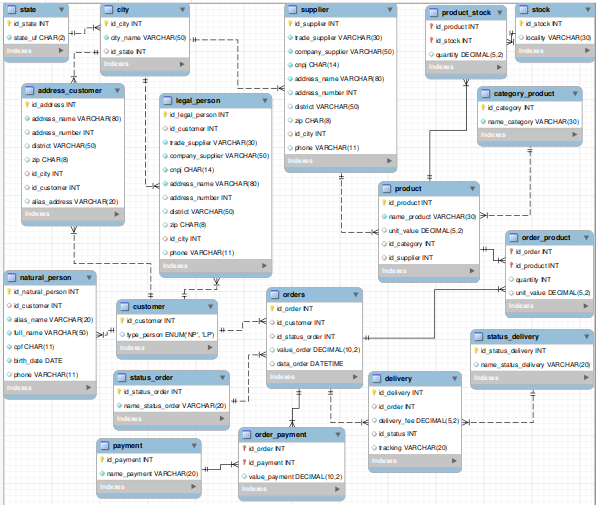 state
id_state INT
state_uf CHAR(2)
Indexes
city
id_city INT
city_name VARCHAR(50)
id_state INT
Indexes
supplier
id_supplier INT
trade_supplier VARCHAR(30)
company_supplier VARCHAR(50)
cnpj CHAR(14)
address_name VARCHAR(80)
address_number INT
district VARCHAR(50)
zip CHAR(8)
id_city INT
phone VARCHAR(11)
Indexes
product_stock
id_product INT
id_stock INT
quantity DECIMAL(5,2)
Indexes
stock
id_stock INT
locality VARCHAR(30)
Indexes
address_customer
id_address INT
address_name VARCHAR(80)
address_number INT
district VARCHAR(50)
zip CHAR(8)
id_city INT
id_customer INT
alias_address VARCHAR(20)
Indexes
legal_person
id_legal_person INT
id_customer INT
trade_supplier VARCHAR(30)
company_supplier VARCHAR(50)
cnpj CHAR(14)
address_name VARCHAR(80)
address_number INT
district VARCHAR(50)
zip CHAR(8)
id_city INT
phone VARCHAR(11)
Indexes
category_product
id_category INT
name_category VARCHAR(30)
Indexes
product
id_product INT
name_product VARCHAR(30)
unit_value DECIMAL(5,2)
id_category INT
id_supplier INT
Indexes
order_product
id_order INT
id_product INT
quantity INT
unit_value DECIMAL(5,2)
Indexes
natural_person
id_natural_person INT
id_customer INT
alias_name VARCHAR(20)
full_name VARCHAR(50)
cpf CHAR(11)
birth_date DATE
phone VARCHAR(11)
Indexes
customer
id_customer INT
type_person ENUM('NP', 'LP')
Indexes
orders
id_order INT
id_customer INT
id_status_order INT
value_order DECIMAL(10,2)
data_order DATETIME
Indexes
status_delivery
id_status_delivery INT
name_status_delivery VARCHAR(20)
Indexes
status_order
id_status_order INT
name_status_order VARCHAR(20)
Indexes
delivery
id_delivery INT
id_order INT
delivery_fee DECIMAL(5,2)
id_status INT
tracking VARCHAR(20)
Indexes
payment
id_payment INT
name_payment VARCHAR(20)
Indexes
order_payment
id_order INT
id_payment INT
value_payment DECIMAL(10,2)
Indexes